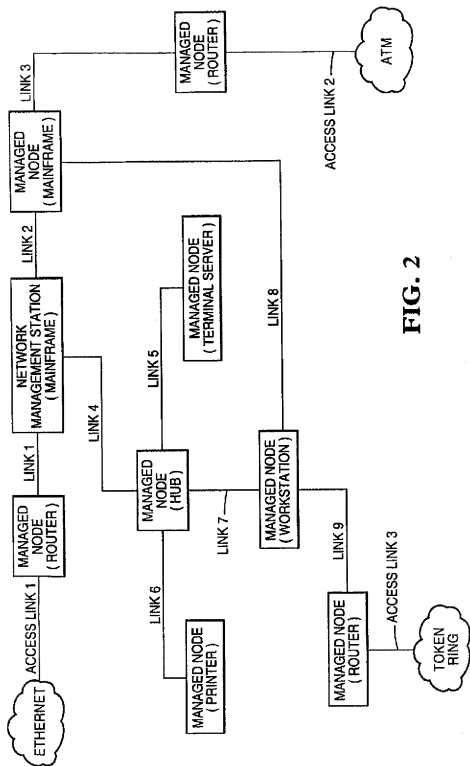 ETHERNET
ACCESS LINK 1
MANAGED
NODE
( ROUTER )
LINK 1
NETWORK
MANAGEMENT STATION
( MAINFRAME )
LINK 2
MANAGED
NODE
( MAINFRAME )
LINK 3
MANAGED
NODE
( ROUTER )
ACCESS LINK 2
ATM
LINK 4
MANAGED
NODE
( HUB )
LINK 5
MANAGED NODE
(TERMINAL SERVER)
LINK 6
MANAGED NODE
( PRINTER )
LINK 7
LINK 8
MANAGED NODE
( WORKSTATION )
LINK 9
MANAGED NODE
( ROUTER )
ACCESS LINK 3
TOKEN
RING
FIG. 2